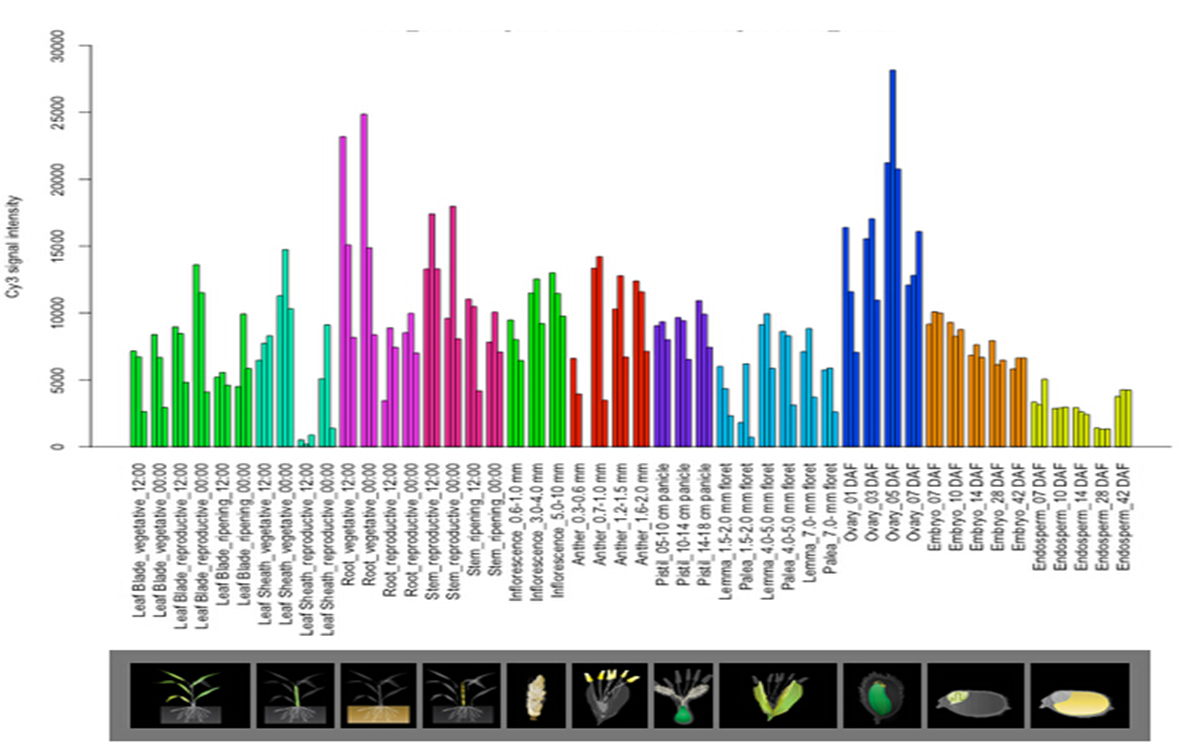 30000
25000
20000
15000
10000
5000
0
Cy3 signal intensity
Leaf Blade_vegetative_12:00
Leaf Blade_vegetative_00:00
Leaf Blade_reproductive_12:00
Leaf Blade_reproductive_00:00
Leaf Blade_ripening_12:00
Leaf Blade_ripening_00:00
Leaf Sheath_vegetative_12:00
Leaf Sheath_vegetative_00:00
Leaf Sheath_reproductive_12:00
Leaf Sheath_reproductive_00:00
Root_vegetative_12:00
Root_vegetative_00:00
Root_reproductive_12:00
Root_reproductive_00:00
Stem_reproductive_12:00
Stem_reproductive_00:00
Stem_ripening_12:00
Stem_ripening_00:00
Inflorescence_0.6-1.0 mm
Inflorescence_3.0-4.0 mm
Inflorescence_5.0-10 mm
Anther_0.3-0.6 mm
Anther_0.7-1.0 mm
Anther_1.2-1.5 mm
Anther_1.6-2.0 mm
Pistil_05-10 cm panicle
Pistil_10-14 cm panicle
Pistil_14-18 cm panicle
Lemma_1.5-2.0 mm floret
Palea_1.5-2.0 mm floret
Lemma_4.0-5.0 mm floret
Palea_4.0-5.0 mm floret
Lemma_7.0- mm floret
Palea_7.0- mm floret
Ovary_01 DAF
Ovary_03 DAF
Ovary_05 DAF
Ovary_07 DAF
Embryo_07 DAF
Embryo_10 DAF
Embryo_14 DAF
Embryo_28 DAF
Embryo_42 DAF
Endosperm_07 DAF
Endosperm_10 DAF
Endosperm_14 DAF
Endosperm_28 DAF
Endosperm_42 DAF